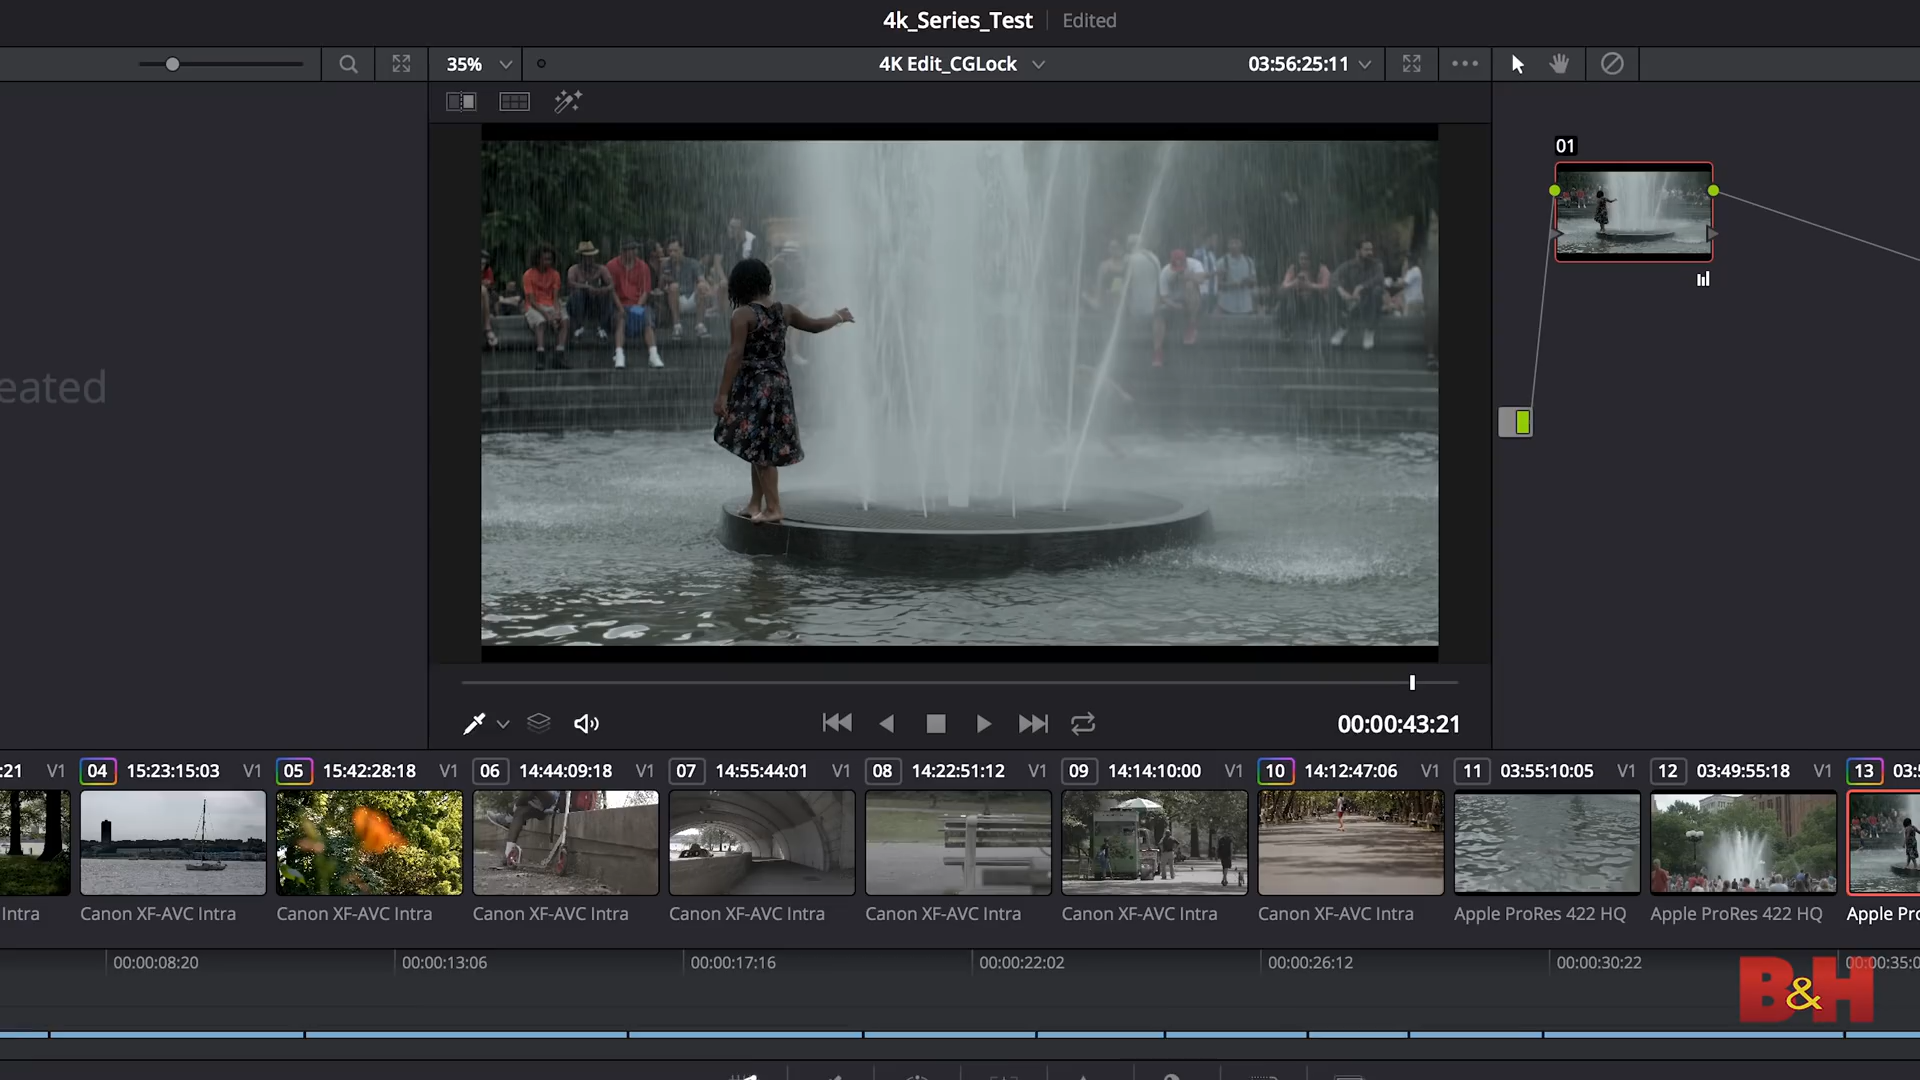 4k_Series_Test Edited
35% 4K Edit_CGLock 03:56:25:11
01
eated
00:00:43:21
:21 V1 04 15:23:15:03 V1 05 15:42:28:18 V1 06 14:44:09:18 V1 07 14:55:44:01 V1 08 14:22:51:12 V1 09 14:14:10:00 V1 10 14:12:47:06 V1 11 03:55:10:05 V1 12 03:49:55:18 V1 13 03:5
Intra Canon XF-AVC Intra Canon XF-AVC Intra Canon XF-AVC Intra Canon XF-AVC Intra Canon XF-AVC Intra Canon XF-AVC Intra Canon XF-AVC Intra Apple ProRes 422 HQ Apple ProRes 422 HQ Apple Pro
00:00:08:20 00:00:13:06 00:00:17:16 00:00:22:02 00:00:26:12 00:00:30:22 00:00:35:0
B&H